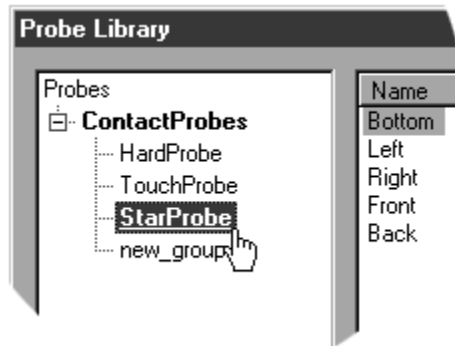 Probe Library
Probes
ContactProbes
HardProbe
TouchProbe
StarProbe
new_group
Name
Bottom
Left
Right
Front
Back